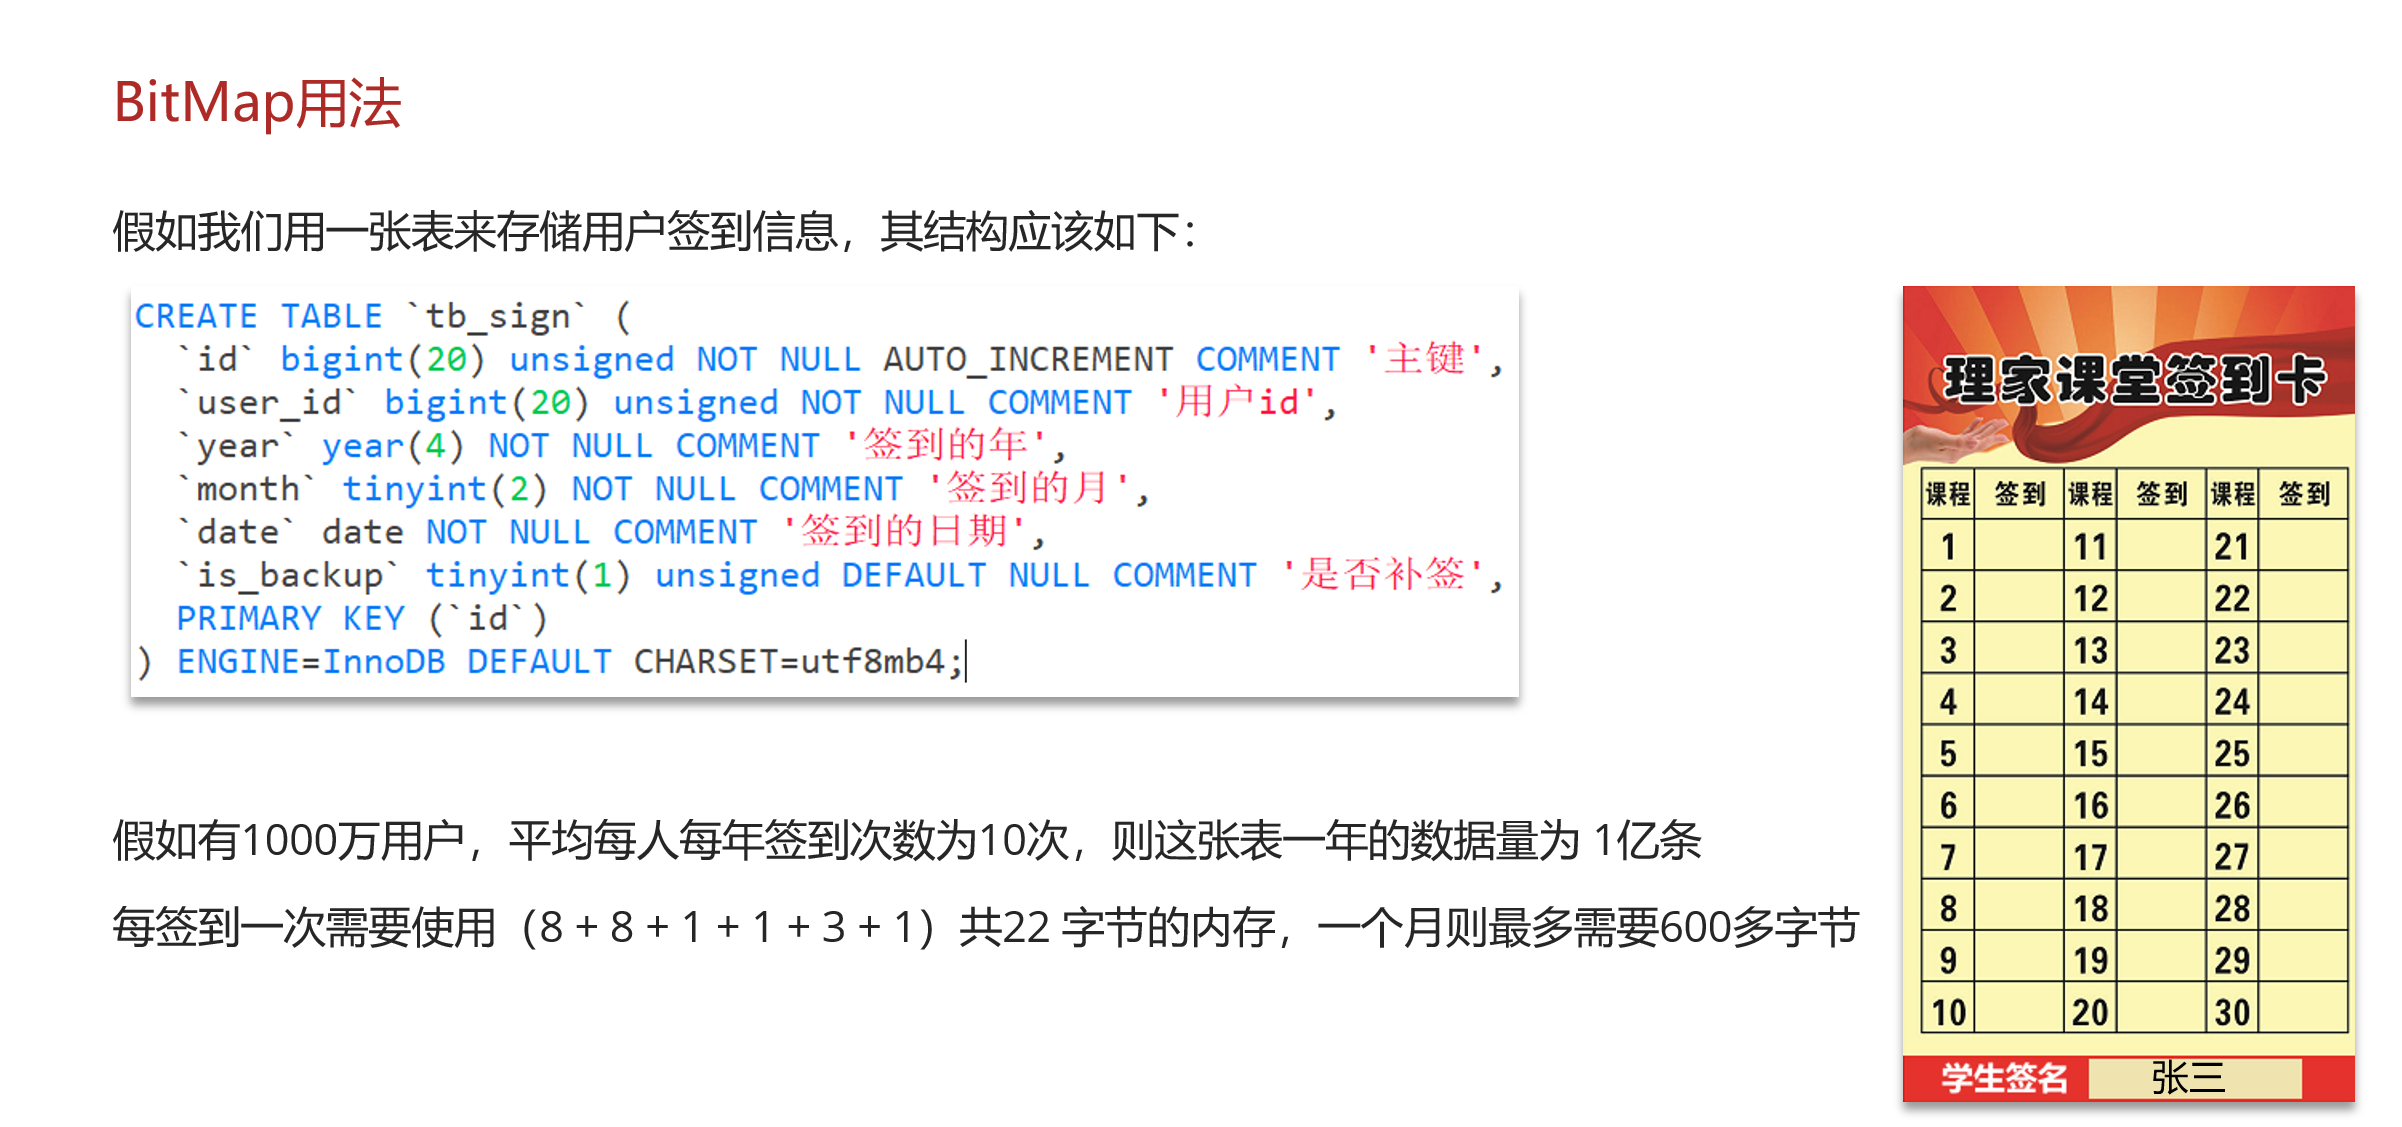 BitMap用法
假如我们用一张表来存储用户签到信息，其结构应该如下：
CREATE TABLE `tb_sign` (
`id` bigint(20) unsigned NOT NULL AUTO_INCREMENT COMMENT '主键',
`user_id` bigint(20) unsigned NOT NULL COMMENT '用户id',
`year` year(4) NOT NULL COMMENT '签到的年',
`month` tinyint(2) NOT NULL COMMENT '签到的月',
`date` date NOT NULL COMMENT '签到的日期',
`is_backup` tinyint(1) unsigned DEFAULT NULL COMMENT '是否补签',
PRIMARY KEY (`id`)
) ENGINE=InnoDB DEFAULT CHARSET=utf8mb4;
假如有1000万用户，平均每人每年签到次数为10次，则这张表一年的数据量为 1亿条
每签到一次需要使用（8 + 8 + 1 + 1 + 3 + 1）共22 字节的内存，一个月则最多需要600多字节
理家课堂签到卡
课程 签到 课程 签到 课程 签到
1 11 21
2 12 22
3 13 23
4 14 24
5 15 25
6 16 26
7 17 27
8 18 28
9 19 29
10 20 30
学生签名 张三